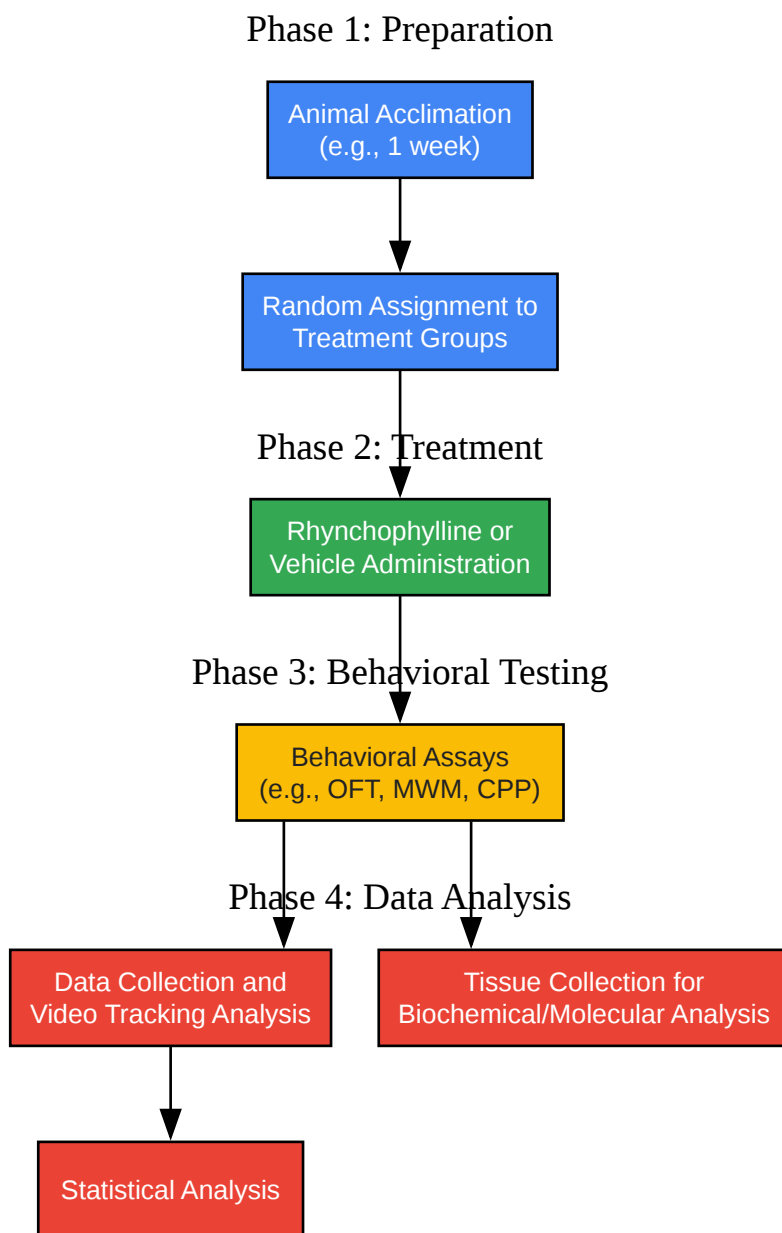 Phase 1: Preparation
Animal Acclimation
(e.g., 1 week)
Random Assignment to
Treatment Groups
Phase 2: Treatment
Rhynchophylline or
Vehicle Administration
Phase 3: Behavioral Testing
Behavioral Assays
(e.g., OFT, MWM, CPP)
Phase 4: Data Analysis
Data Collection and
Video Tracking Analysis
Tissue Collection for
Biochemical/Molecular Analysis
Statistical Analysis